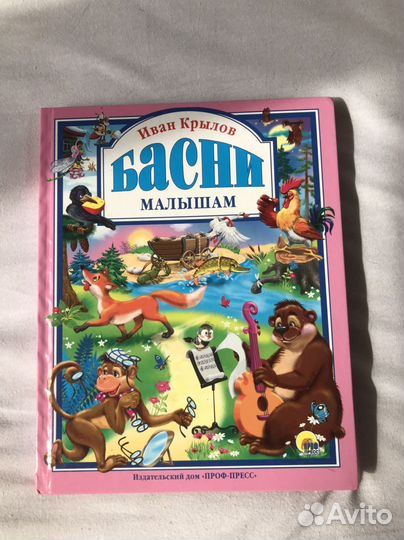 Иван Крылов
БАСНИ
МАЛЫШАМ
Издательский дом «ПРОФ-ПРЕСС»
Avito